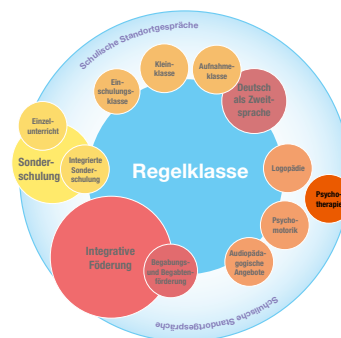 Schulische Standortgespräche
Klein-
klasse
Aufnahme-
klasse
Ein-
schulungs-
klasse
Deutsch
als Zweit-
sprache
Einzel-
unterricht
Sonder-
schulung
Integrierte
Sonder-
schulung
Regelklasse
Logopädie
Psycho-
therapie
Psycho-
motorik
Integrative
Föderung
Begabungs-
und Begabten-
förderung
Audiopäda-
gogische
Angebote
Schulische Standortgespräche